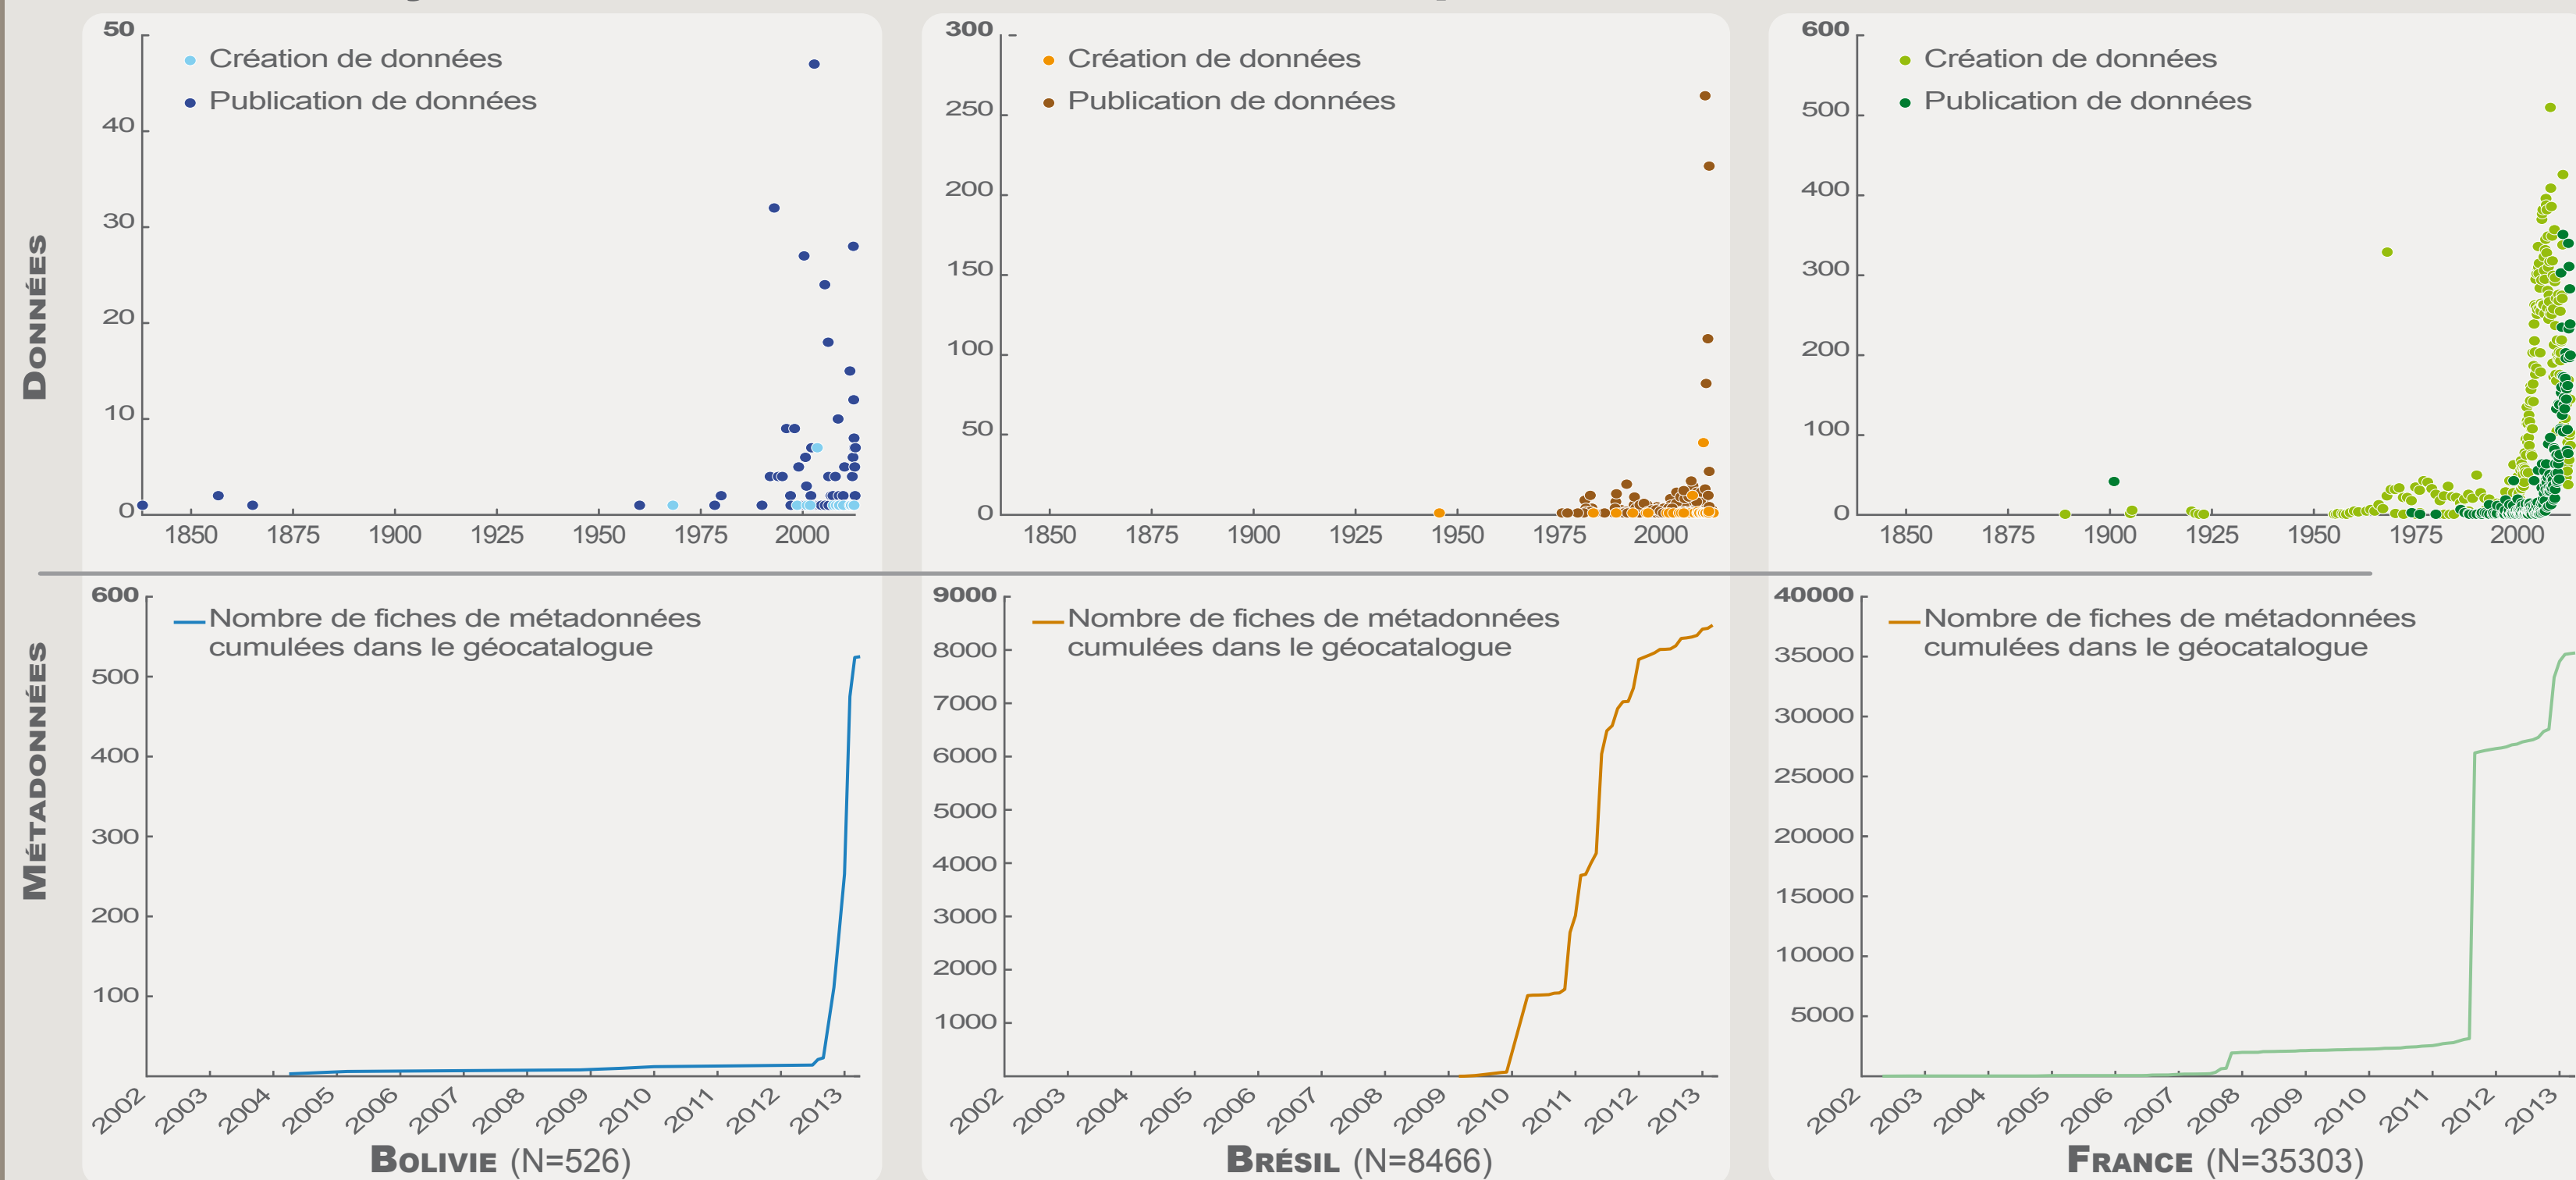 DONNÉES
50
40
30
20
10
0
Création de données
Publication de données
1850 1875 1900 1925 1950 1975 2000
300
250
200
150
100
50
0
Création de données
Publication de données
1850 1875 1900 1925 1950 1975 2000
600
500
400
300
200
100
0
Création de données
Publication de données
1850 1875 1900 1925 1950 1975 2000
MÉTADONNÉES
600
500
400
300
200
100
Nombre de fiches de métadonnées
cumulées dans le géocatalogue
2002 2003 2004 2005 2006 2007 2008 2009 2010 2011 2012 2013
BOLIVIE (N=526)
9000
8000
7000
6000
5000
4000
3000
2000
1000
Nombre de fiches de métadonnées
cumulées dans le géocatalogue
2002 2003 2004 2005 2006 2007 2008 2009 2010 2011 2012 2013
BRÉSIL (N=8466)
40000
35000
30000
25000
20000
15000
10000
5000
Nombre de fiches de métadonnées
cumulées dans le géocatalogue
2002 2003 2004 2005 2006 2007 2008 2009 2010 2011 2012 2013
FRANCE (N=35303)